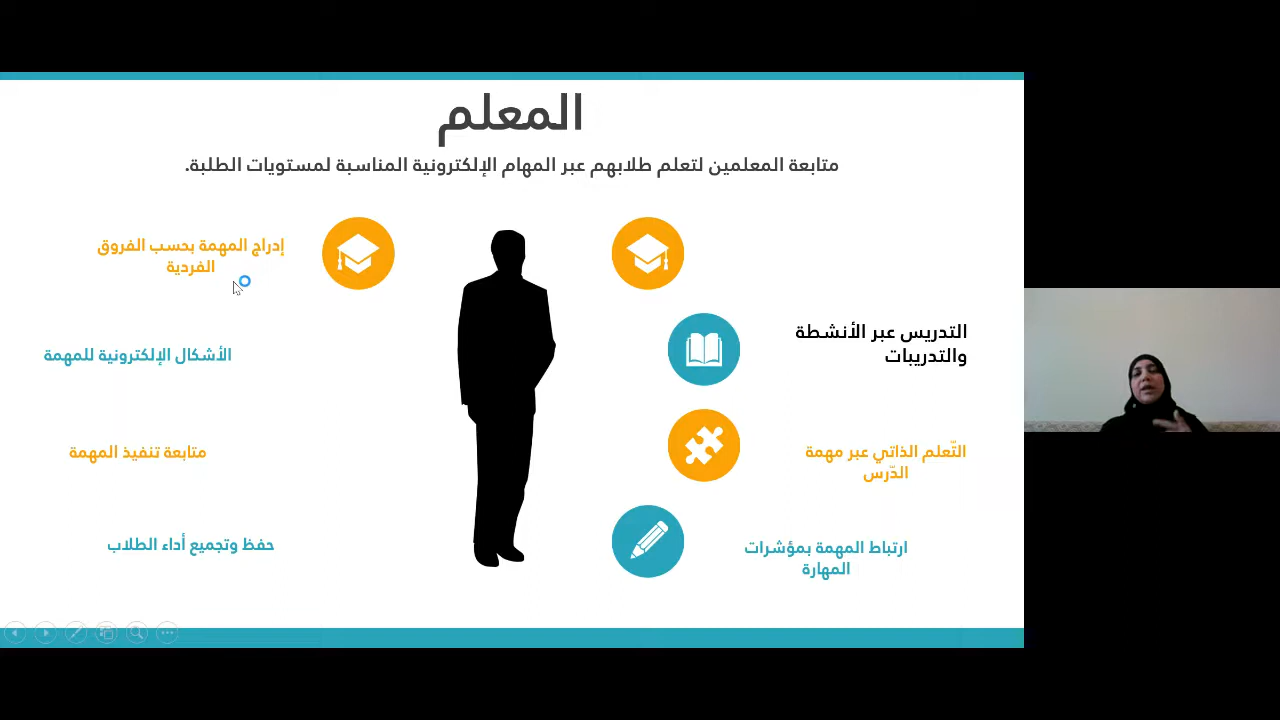 المعلم
متابعة المعلمين لتعلم طلابهم عبر المهام الإلكترونية المناسبة لمستويات الطلبة.
التدريس عبر الأنشطة
والتدريبات
التّعلم الذاتي عبر مهمة
الدّرس
ارتباط المهمة بمؤشرات
المهارة
إدراج المهمة بحسب الفروق
الفردية
الأشكال الإلكترونية للمهمة
متابعة تنفيذ المهمة
حفظ وتجميع أداء الطلاب